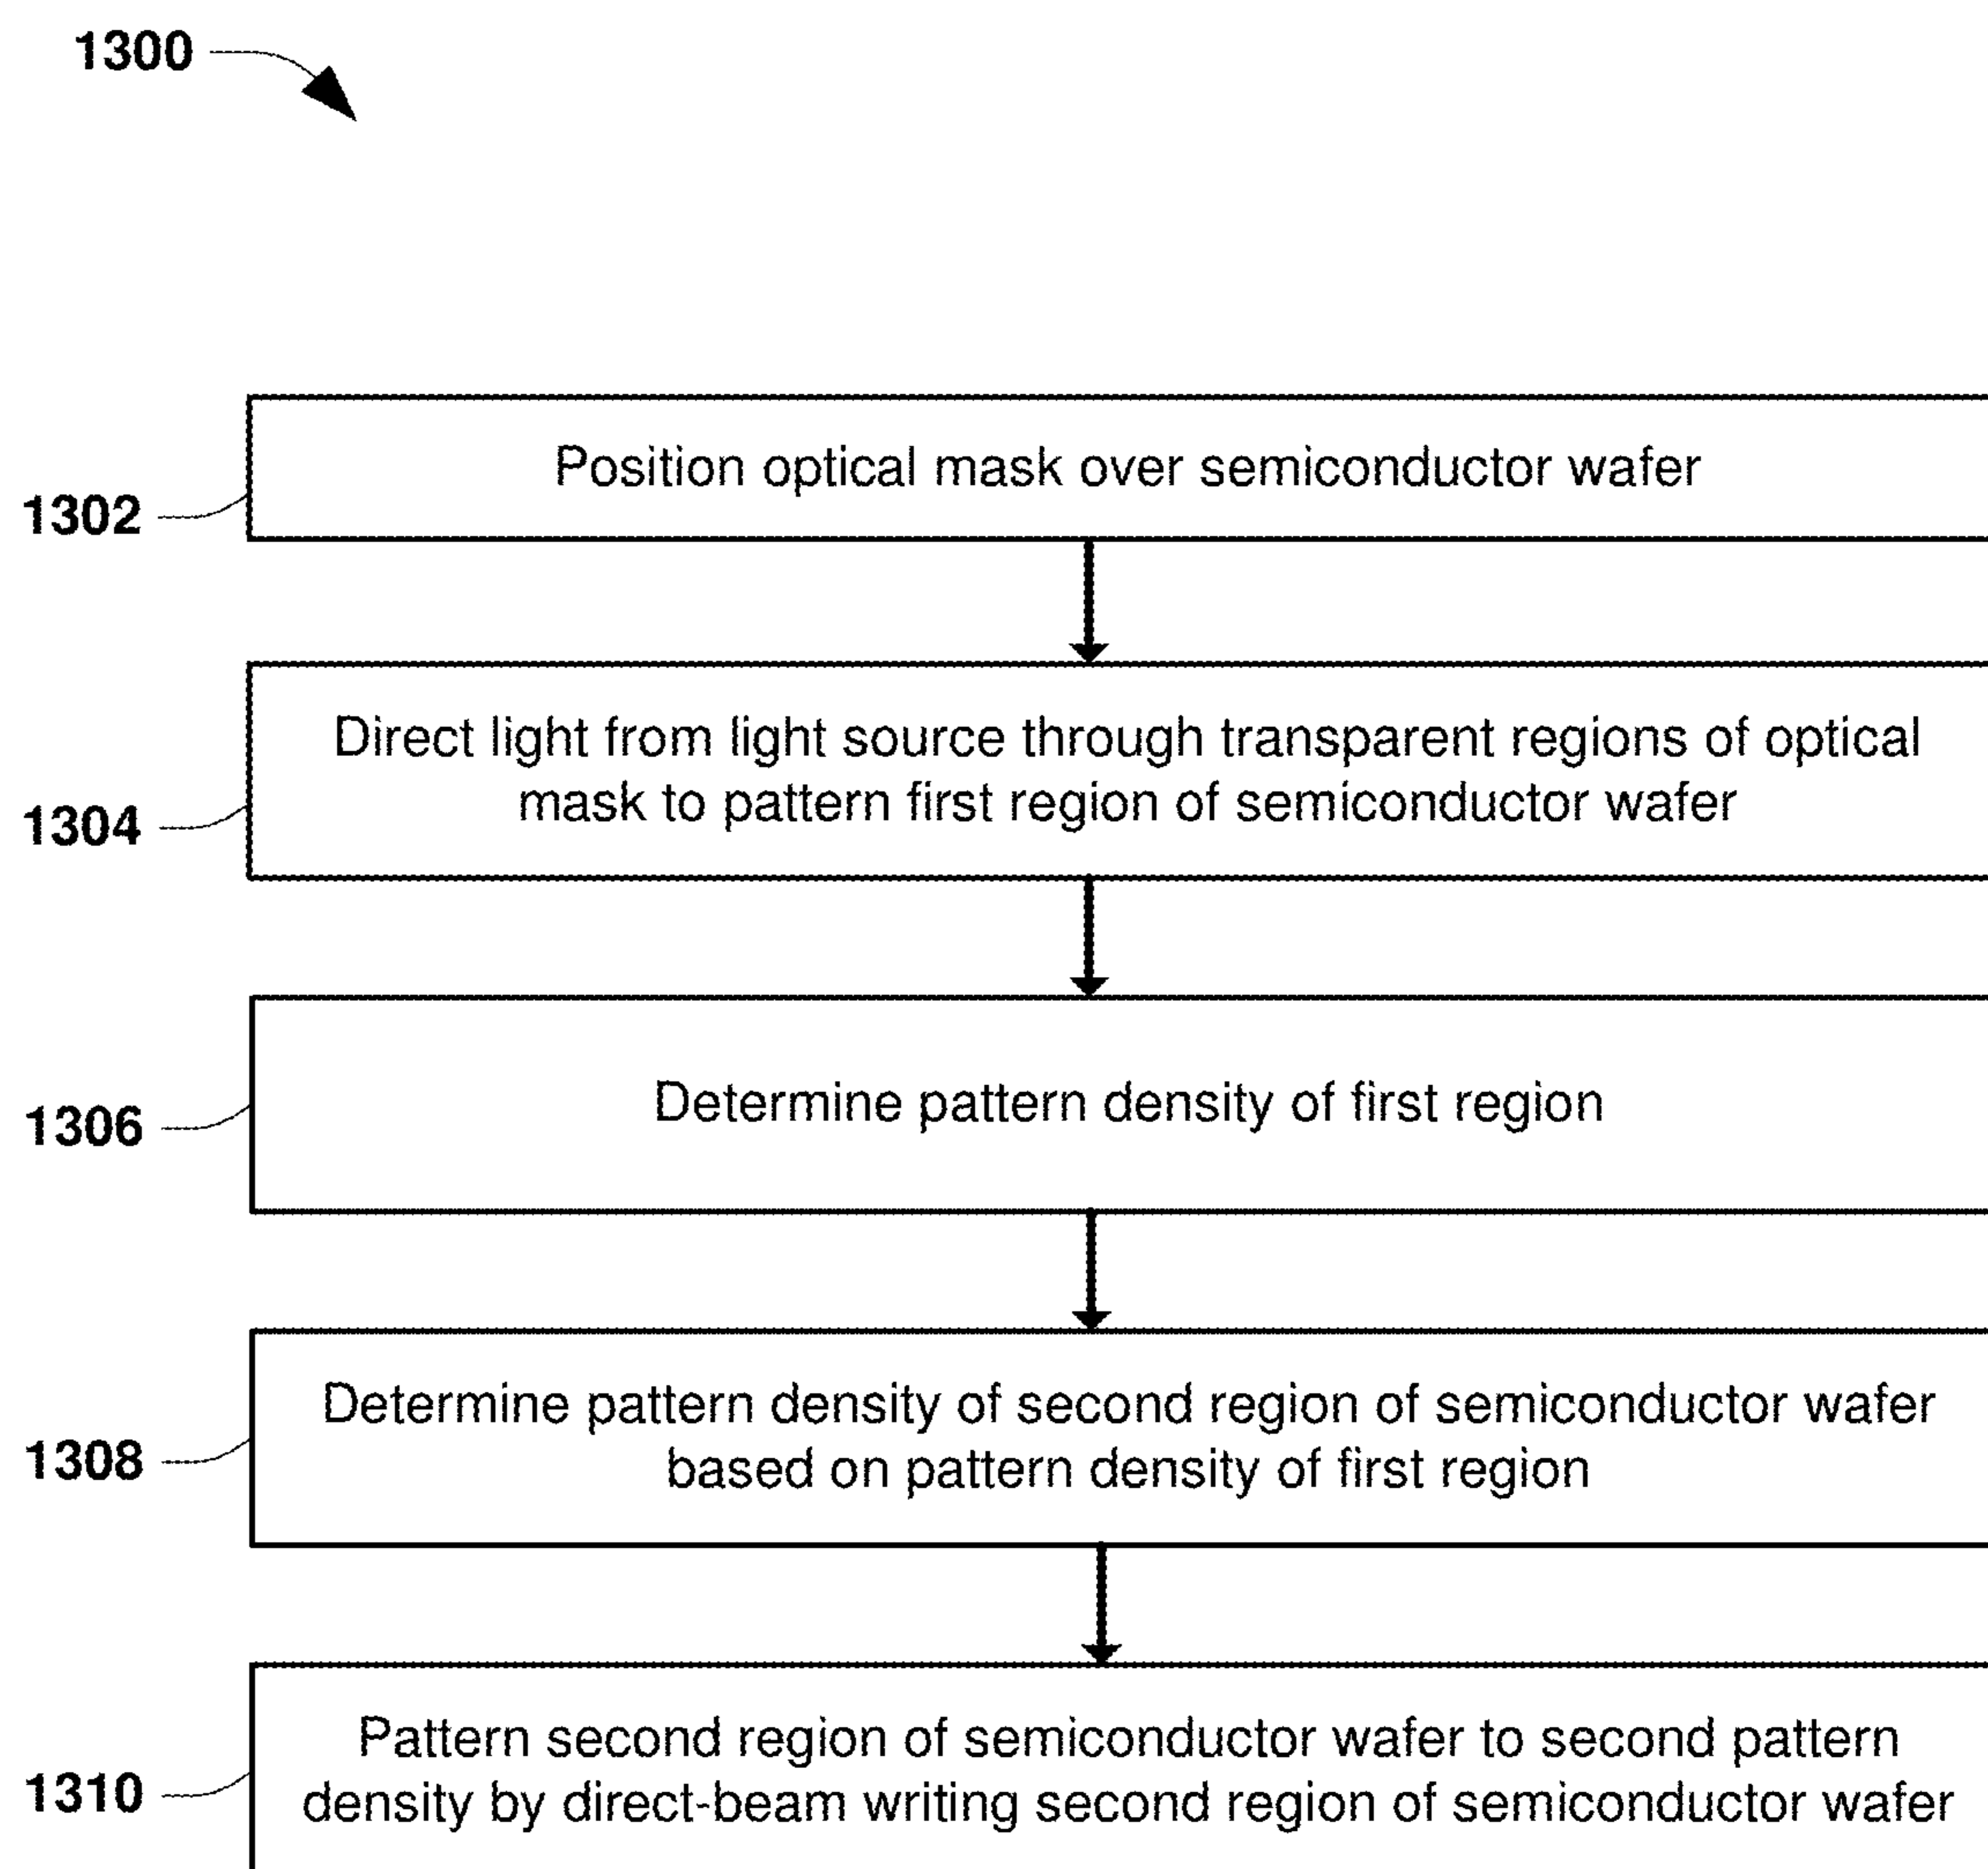 1300
Position optical mask over semiconductor wafer
1302
Direct light from light source through transparent regions of optical
mask to pattern first region of semiconductor wafer
1304
Determine pattern density of first region
1306
Determine pattern density of second region of semiconductor wafer
based on pattern density of first region
1308
Pattern second region of semiconductor wafer to second pattern
density by direct-beam writing second region of semiconductor wafer
1310